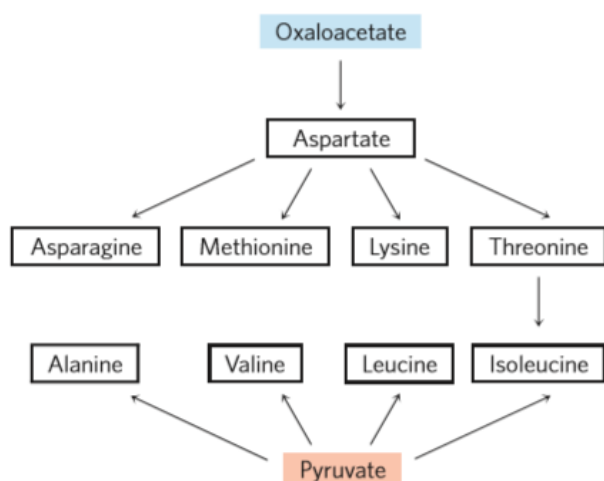 Oxaloacetate
Aspartate
Asparagine
Methionine
Lysine
Threonine
Alanine
Valine
Leucine
Isoleucine
Pyruvate